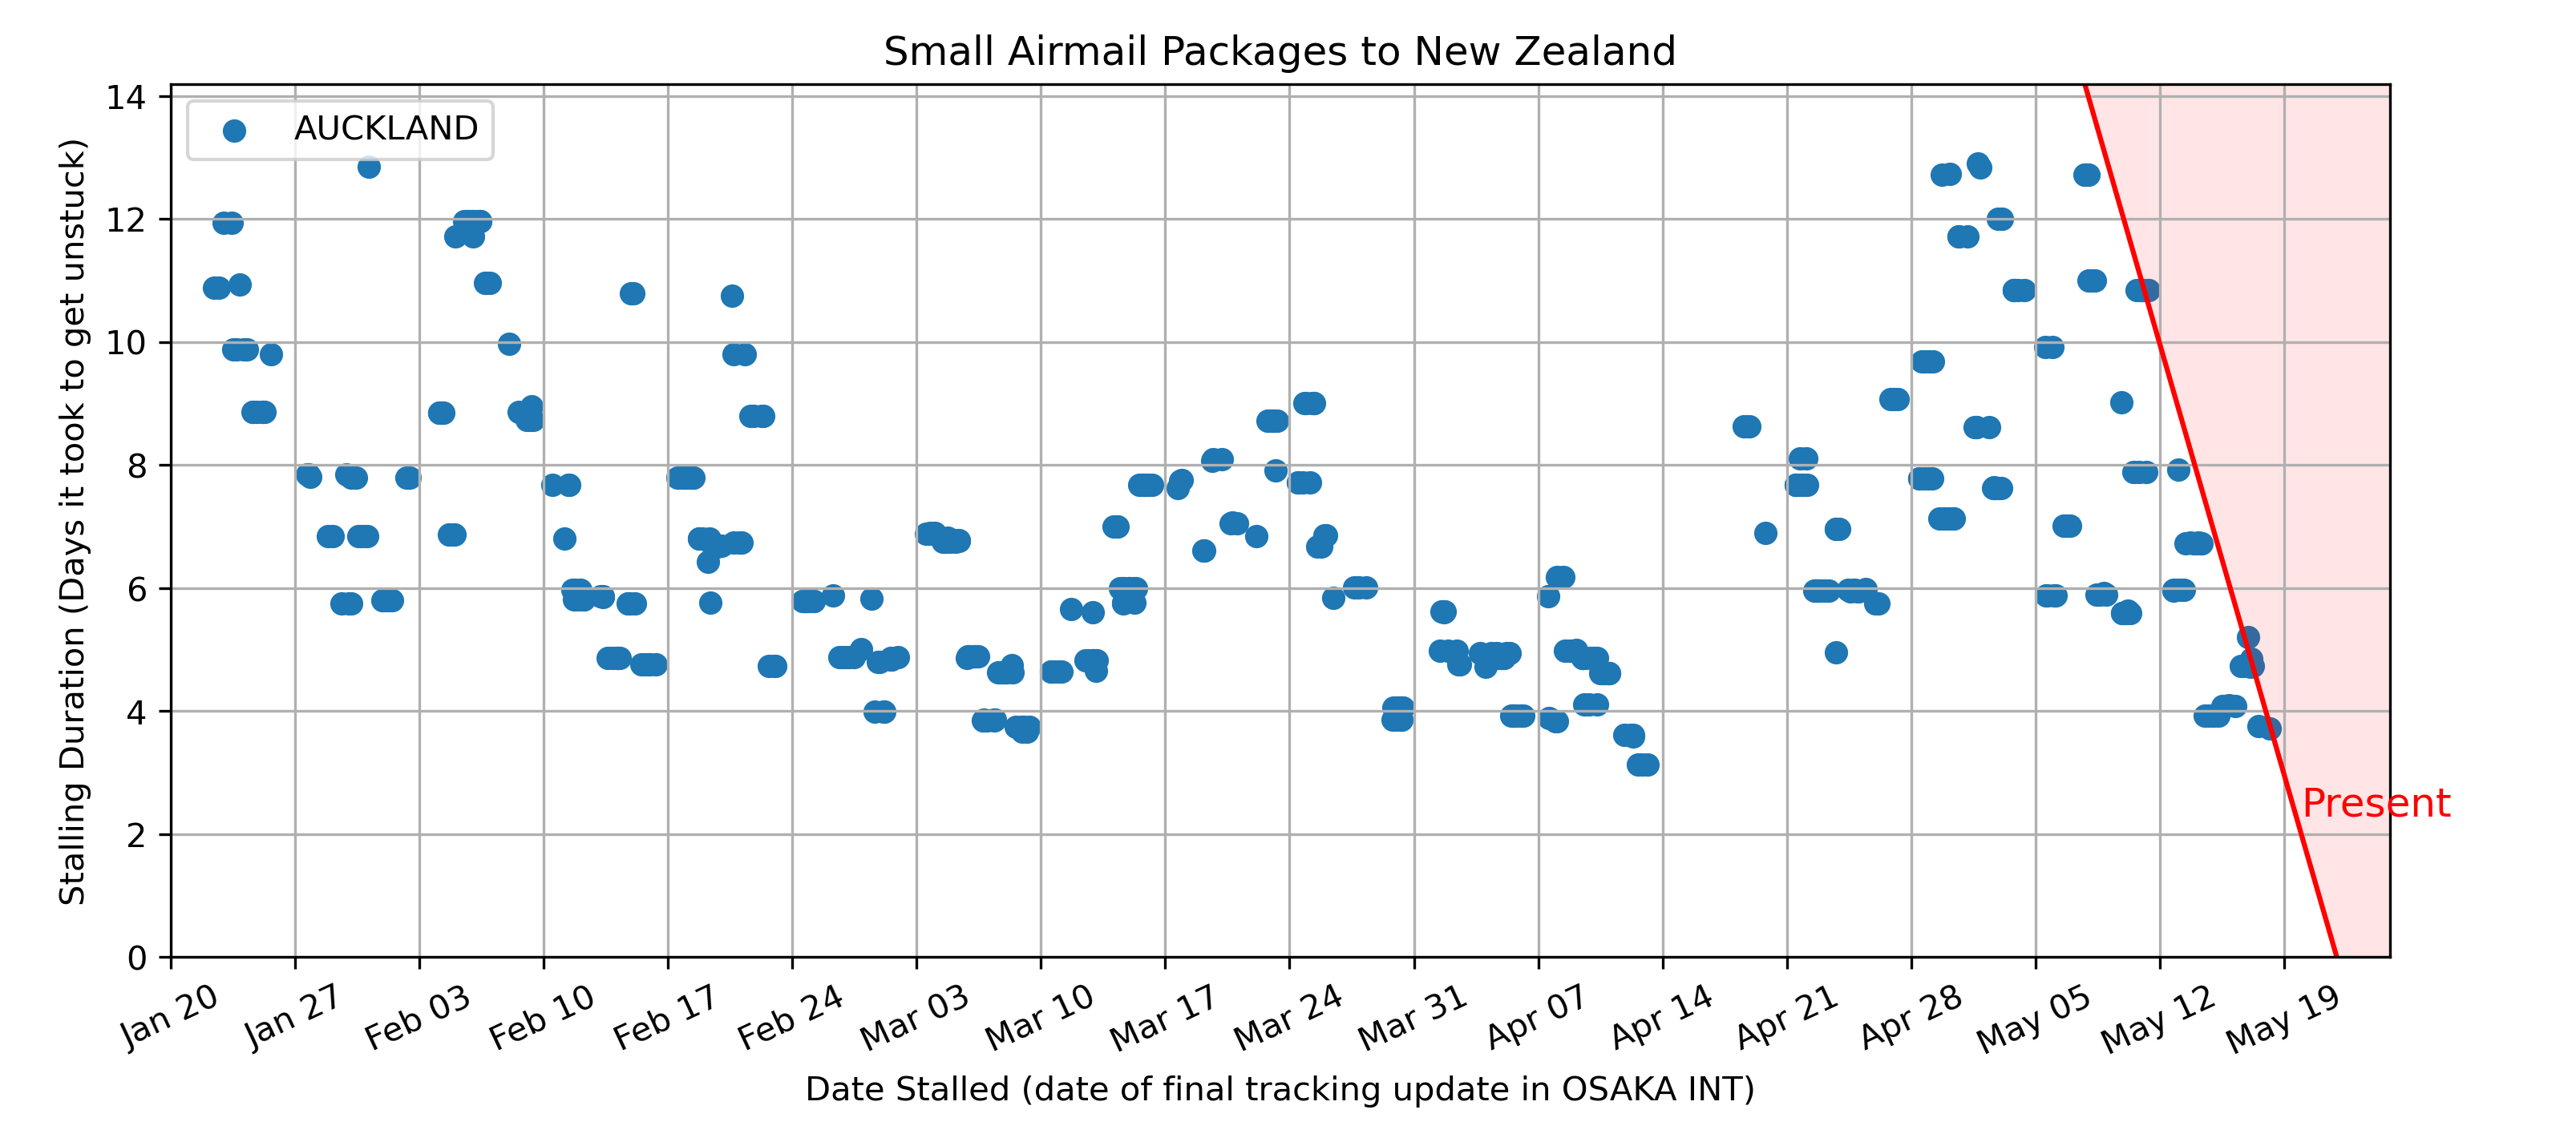 Small Airmail Packages to New Zealand
AUCKLAND
Stalling Duration (Days it took to get unstuck)
14
12
10
8
6
4
2
0
Present
Jan 20 Jan 27 Feb 03 Feb 10 Feb 17 Feb 24 Mar 03 Mar 10 Mar 17 Mar 24 Mar 31 Apr 07 Apr 14 Apr 21 Apr 28 May 05 May 12 May 19
Date Stalled (date of final tracking update in OSAKA INT)